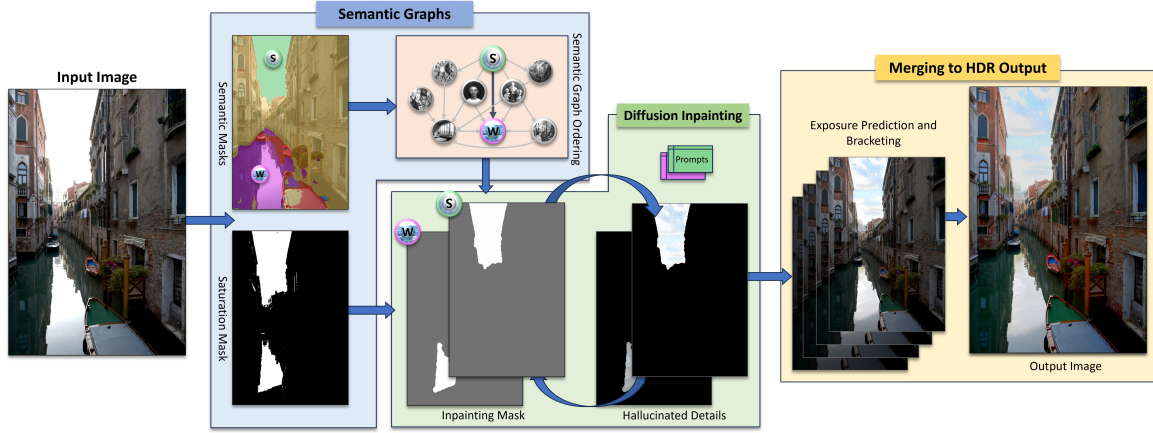 Semantic Graphs
Input Image
Semantic Masks
S
W
S
W
Semantic Graph Ordering
Saturation Mask
Diffusion Inpainting
Prompts
S
W
Inpainting Mask
Hallucinated Details
Merging to HDR Output
Exposure Prediction and
Bracketing
Output Image